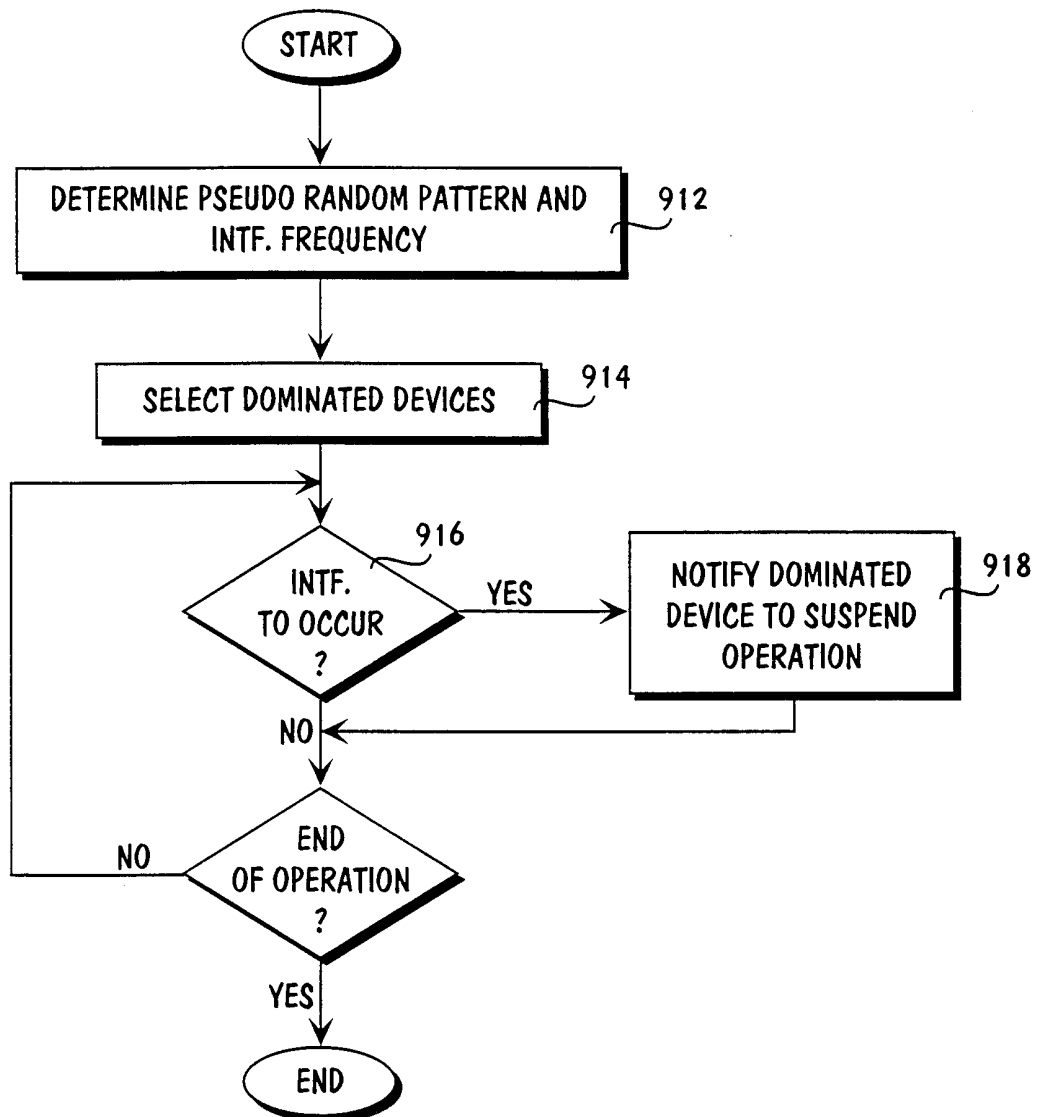 START
DETERMINE PSEUDO RANDOM PATTERN AND
INTF. FREQUENCY
912
SELECT DOMINATED DEVICES
914
INTF.
TO OCCUR
?
916
YES
NOTIFY DOMINATED
DEVICE TO SUSPEND
OPERATION
918
NO
END
OF OPERATION
?
NO
YES
END